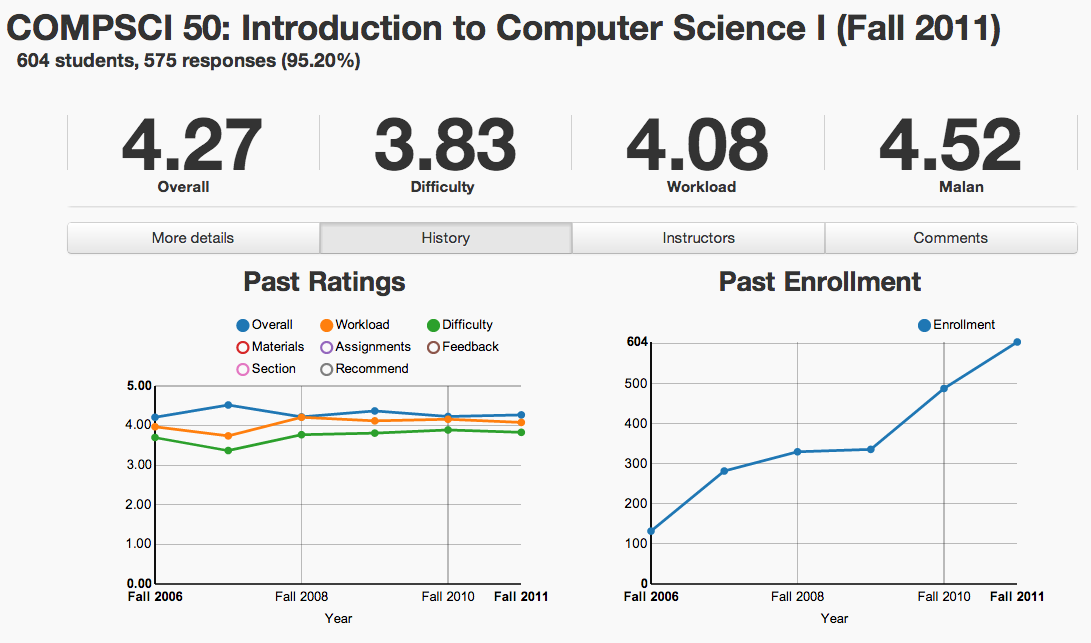 COMPSCI 50: Introduction to Computer Science I (Fall 2011)
604 students, 575 responses (95.20%)
4.27 3.83 4.08 4.52
Overall Difficulty Workload Malan
More details History Instructors Comments
Past Ratings
Overall Workload Difficulty
Materials Assignments Feedback
Section Recommend
5.00
4.00
3.00
2.00
1.00
0.00
Fall 2006 Fall 2008 Fall 2010 Fall 2011
Year
Past Enrollment
Enrollment
604
500
400
300
200
100
0
Fall 2006 Fall 2008 Fall 2010 Fall 2011
Year